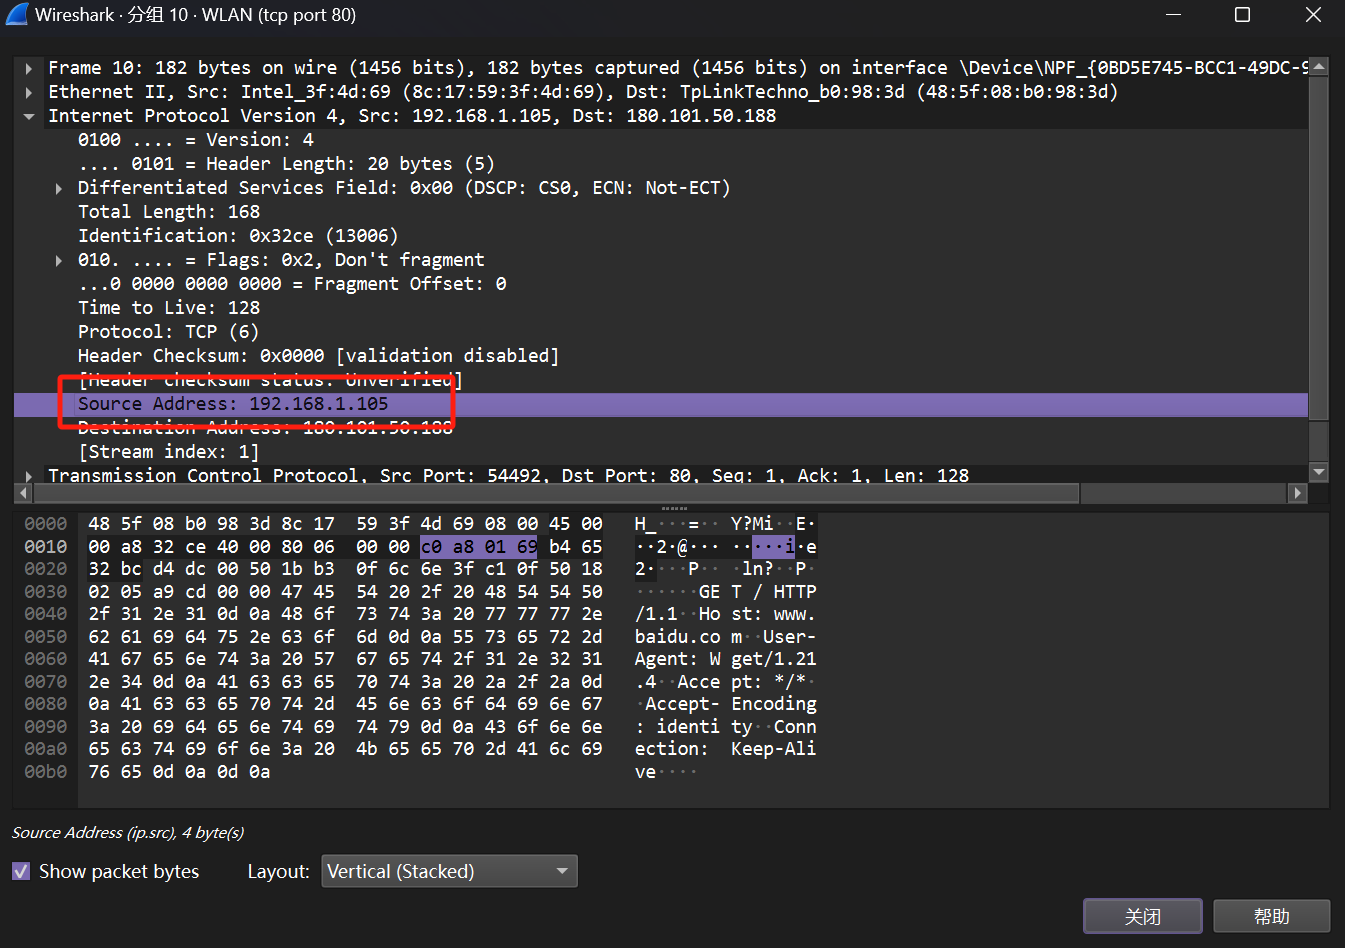 Wireshark · 分组 10 · WLAN (tcp port 80)
Frame 10: 182 bytes on wire (1456 bits), 182 bytes captured (1456 bits) on interface \Device\NPF_{0BD5E745-BCC1-49DC-9
Ethernet II, Src: Intel_3f:4d:69 (8c:17:59:3f:4d:69), Dst: TpLinkTechno_b0:98:3d (48:5f:08:b0:98:3d)
Internet Protocol Version 4, Src: 192.168.1.105, Dst: 180.101.50.188
0100 .... = Version: 4
.... 0101 = Header Length: 20 bytes (5)
Differentiated Services Field: 0x00 (DSCP: CS0, ECN: Not-ECT)
Total Length: 168
Identification: 0x32ce (13006)
010. .... = Flags: 0x2, Don't fragment
...0 0000 0000 0000 = Fragment Offset: 0
Time to Live: 128
Protocol: TCP (6)
Header Checksum: 0x0000 [validation disabled]
[Header checksum status: Unverified]
Source Address: 192.168.1.105
Destination Address: 180.101.50.188
[Stream index: 1]
Transmission Control Protocol, Src Port: 54492, Dst Port: 80, Seq: 1, Ack: 1, Len: 128
0000 48 5f 08 b0 98 3d 8c 17 59 3f 4d 69 08 00 45 00 H_···=·· Y?Mi··E·
0010 00 a8 32 ce 40 00 80 06 00 00 c0 a8 01 69 b4 65 ··2·@··· ·····i·e
0020 32 bc d4 dc 00 50 1b b3 0f 6c 6e 3f c1 0f 50 18 2····P·· ·ln?··P·
0030 02 05 a9 cd 00 00 47 45 54 20 2f 20 48 54 54 50 ······GE T / HTTP
0040 2f 31 2e 31 0d 0a 48 6f 73 74 3a 20 77 77 77 2e /1.1··Ho st: www.
0050 62 61 69 64 75 2e 63 6f 6d 0d 0a 55 73 65 72 2d baidu.co m··User-
0060 41 67 65 6e 74 3a 20 57 67 65 74 2f 31 2e 32 31 Agent: W get/1.21
0070 2e 34 0d 0a 41 63 63 65 70 74 3a 20 2a 2f 2a 0d .4··Acce pt: */*·
0080 0a 41 63 63 65 70 74 2d 45 6e 63 6f 64 69 6e 67 ·Accept- Encoding
0090 3a 20 69 64 65 6e 74 69 74 79 0d 0a 43 6f 6e 6e : identi ty··Conn
00a0 65 63 74 69 6f 6e 3a 20 4b 65 65 70 2d 41 6c 69 ection: Keep-Ali
00b0 76 65 0d 0a 0d 0a ve····
Source Address (ip.src), 4 byte(s)
Show packet bytes Layout: Vertical (Stacked)
关闭 帮助